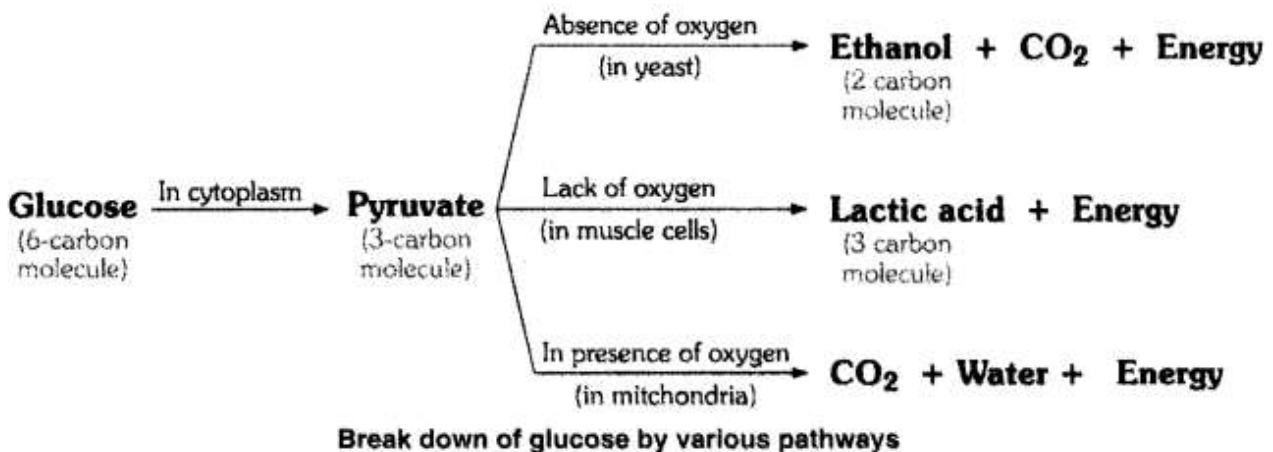 Absence of oxygen
(in yeast)
Ethanol + CO₂ + Energy
(2 carbon
molecule)
Glucose
(6-carbon
molecule)
In cytoplasm
Pyruvate
(3-carbon
molecule)
Lack of oxygen
(in muscle cells)
Lactic acid + Energy
(3 carbon
molecule)
In presence of oxygen
(in mitchondria)
CO₂ + Water + Energy
Break down of glucose by various pathways